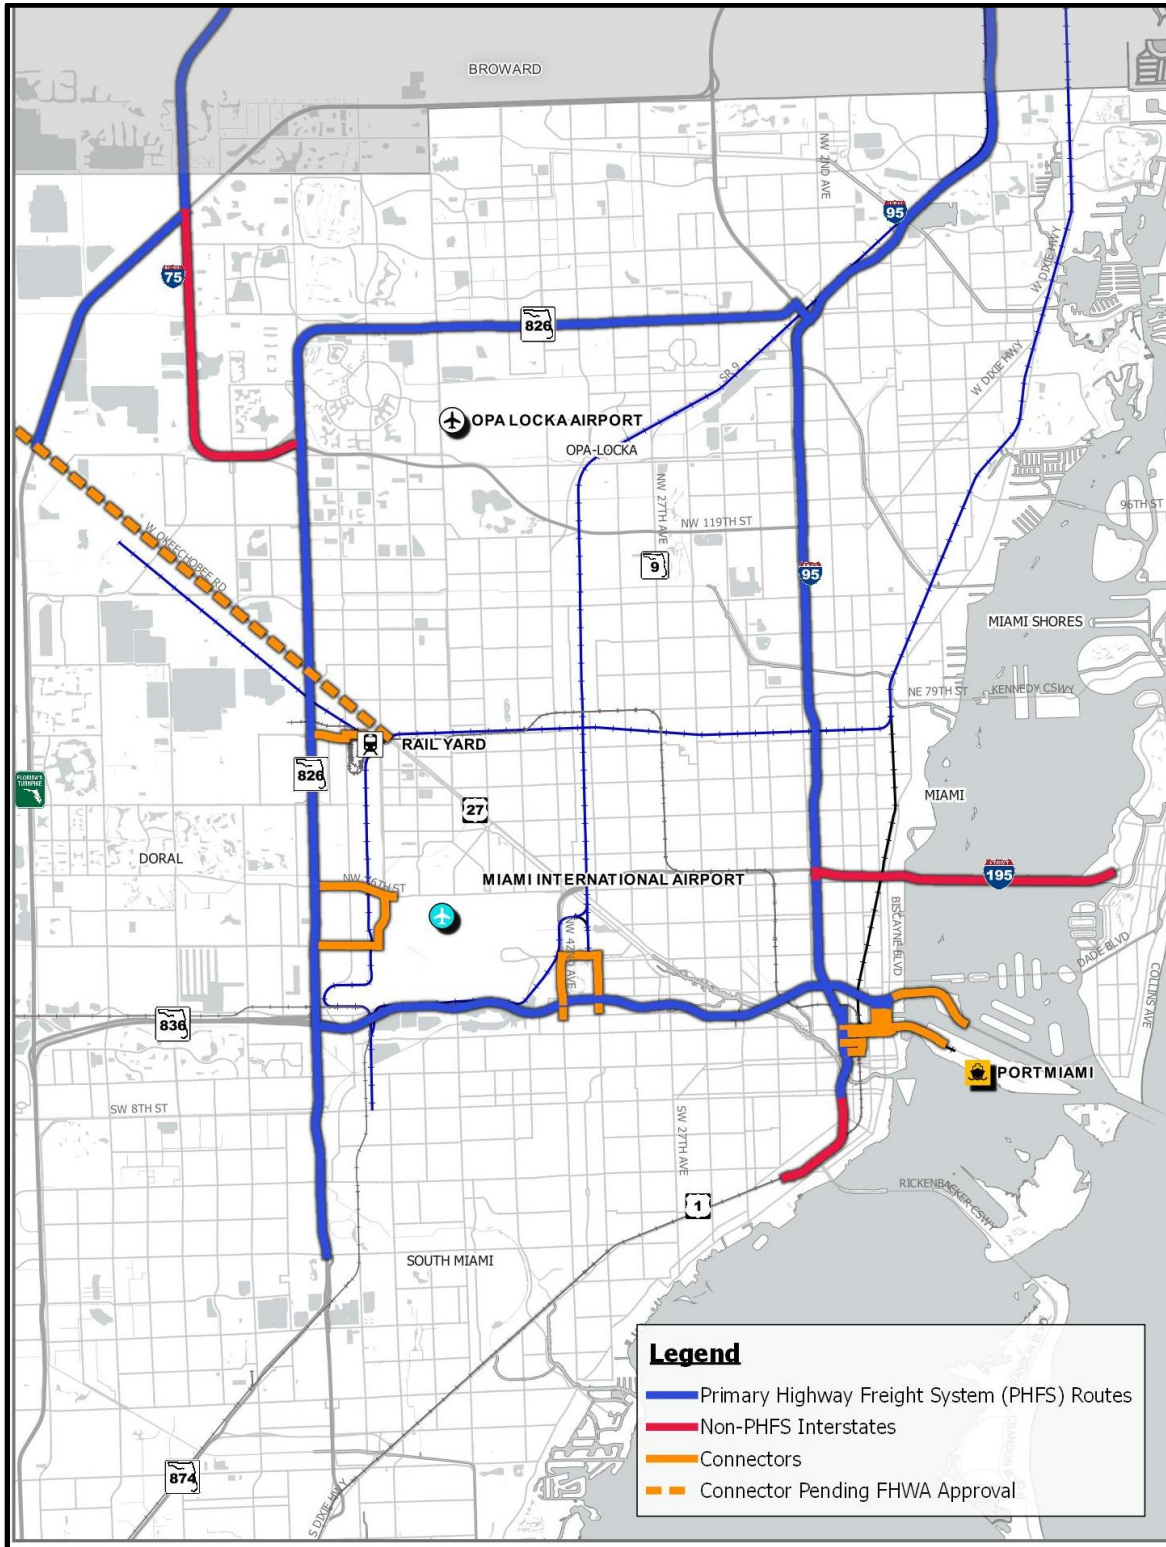 BROWARD
NW 2ND AVE
95
W DIXIE HWY
75
826
W DIXIE HWY
SR 9
OPA LOCKA AIRPORT
OPA-LOCKA
NW 27TH AVE
96TH ST
NW 119TH ST
W OKEECHOBEE RD
9
95
MIAMI SHORES
NE 79TH ST
KENNEDY CSWY
RAIL YARD
826
FLORIDA'S
TURNPIKE
27
MIAMI
DORAL
NW 36TH ST
MIAMI INTERNATIONAL AIRPORT
195
BISCAYNE BLVD
NW 42ND AVE
DADE BLVD
COLLINS AVE
836
PORTMIAMI
SW 8TH ST
SW 27TH AVE
RICKENBACKER CSWY
1
SOUTH MIAMI
874
S DIXIE HWY
Legend
Primary Highway Freight System (PHFS) Routes
Non-PHFS Interstates
Connectors
Connector Pending FHWA Approval